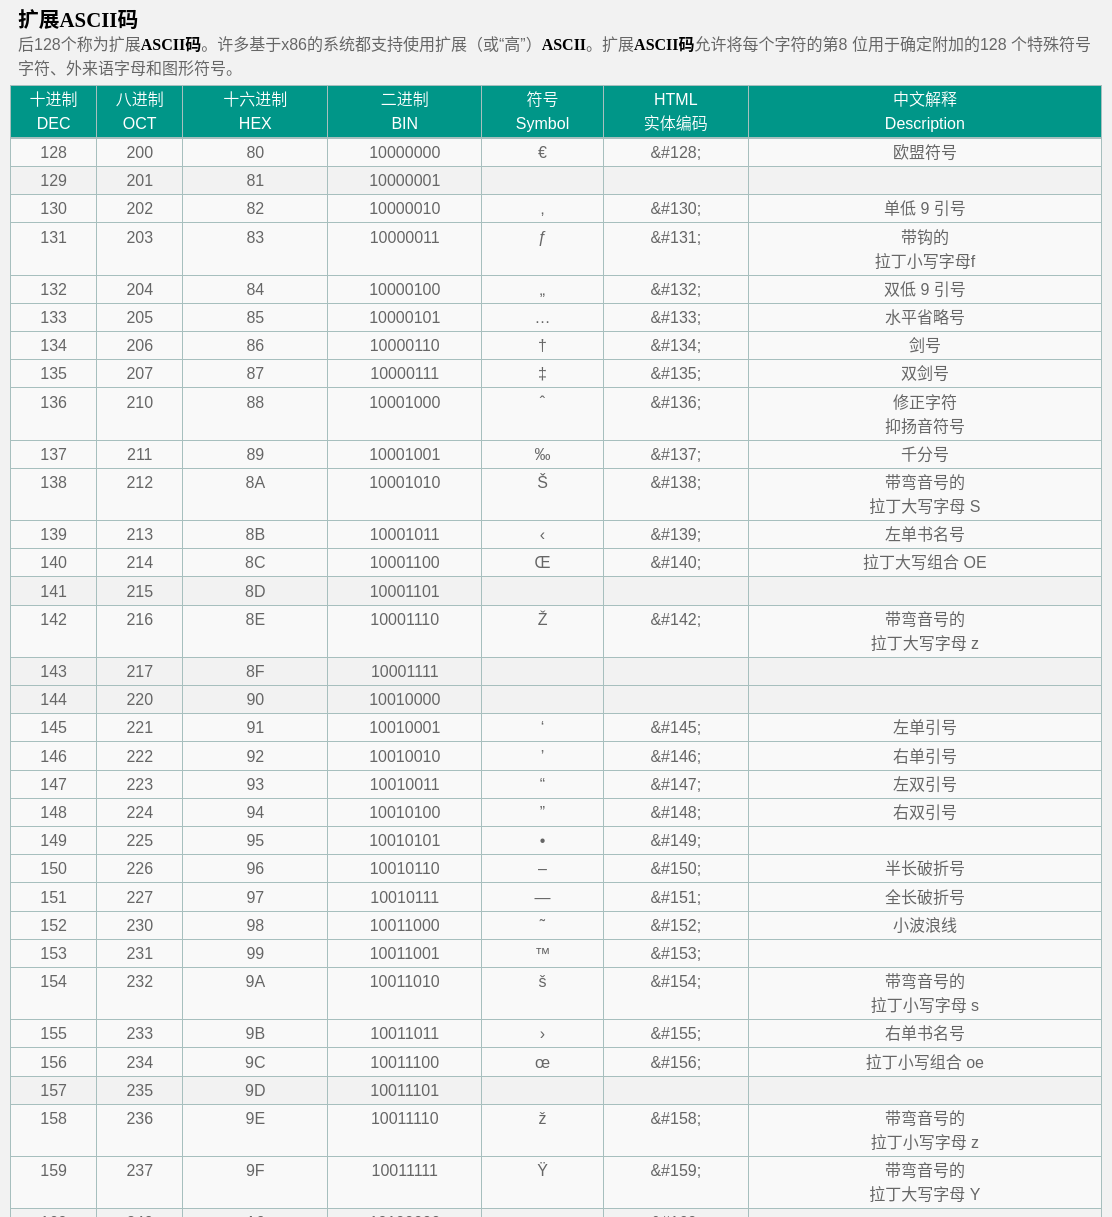 扩展ASCII码
后128个称为扩展ASCII码。许多基于x86的系统都支持使用扩展（或“高”）ASCII。扩展ASCII码允许将每个字符的第8 位用于确定附加的128 个特殊符号
字符、外来语字母和图形符号。
十进制 八进制 十六进制 二进制 符号 HTML 中文解释
DEC OCT HEX BIN Symbol 实体编码 Description
128 200 80 10000000 € &#128; 欧盟符号
129 201 81 10000001
130 202 82 10000010 ‚ &#130; 单低 9 引号
131 203 83 10000011 ƒ &#131; 带钩的
拉丁小写字母f
132 204 84 10000100 „ &#132; 双低 9 引号
133 205 85 10000101 … &#133; 水平省略号
134 206 86 10000110 † &#134; 剑号
135 207 87 10000111 ‡ &#135; 双剑号
136 210 88 10001000 ˆ &#136; 修正字符
抑扬音符号
137 211 89 10001001 ‰ &#137; 千分号
138 212 8A 10001010 Š &#138; 带弯音号的
拉丁大写字母 S
139 213 8B 10001011 ‹ &#139; 左单书名号
140 214 8C 10001100 Œ &#140; 拉丁大写组合 OE
141 215 8D 10001101
142 216 8E 10001110 Ž &#142; 带弯音号的
拉丁大写字母 z
143 217 8F 10001111
144 220 90 10010000
145 221 91 10010001 ‘ &#145; 左单引号
146 222 92 10010010 ’ &#146; 右单引号
147 223 93 10010011 “ &#147; 左双引号
148 224 94 10010100 ” &#148; 右双引号
149 225 95 10010101 • &#149;
150 226 96 10010110 – &#150; 半长破折号
151 227 97 10010111 — &#151; 全长破折号
152 230 98 10011000 ˜ &#152; 小波浪线
153 231 99 10011001 ™ &#153;
154 232 9A 10011010 š &#154; 带弯音号的
拉丁小写字母 s
155 233 9B 10011011 › &#155; 右单书名号
156 234 9C 10011100 œ &#156; 拉丁小写组合 oe
157 235 9D 10011101
158 236 9E 10011110 ž &#158; 带弯音号的
拉丁小写字母 z
159 237 9F 10011111 Ÿ &#159; 带弯音号的
拉丁大写字母 Y